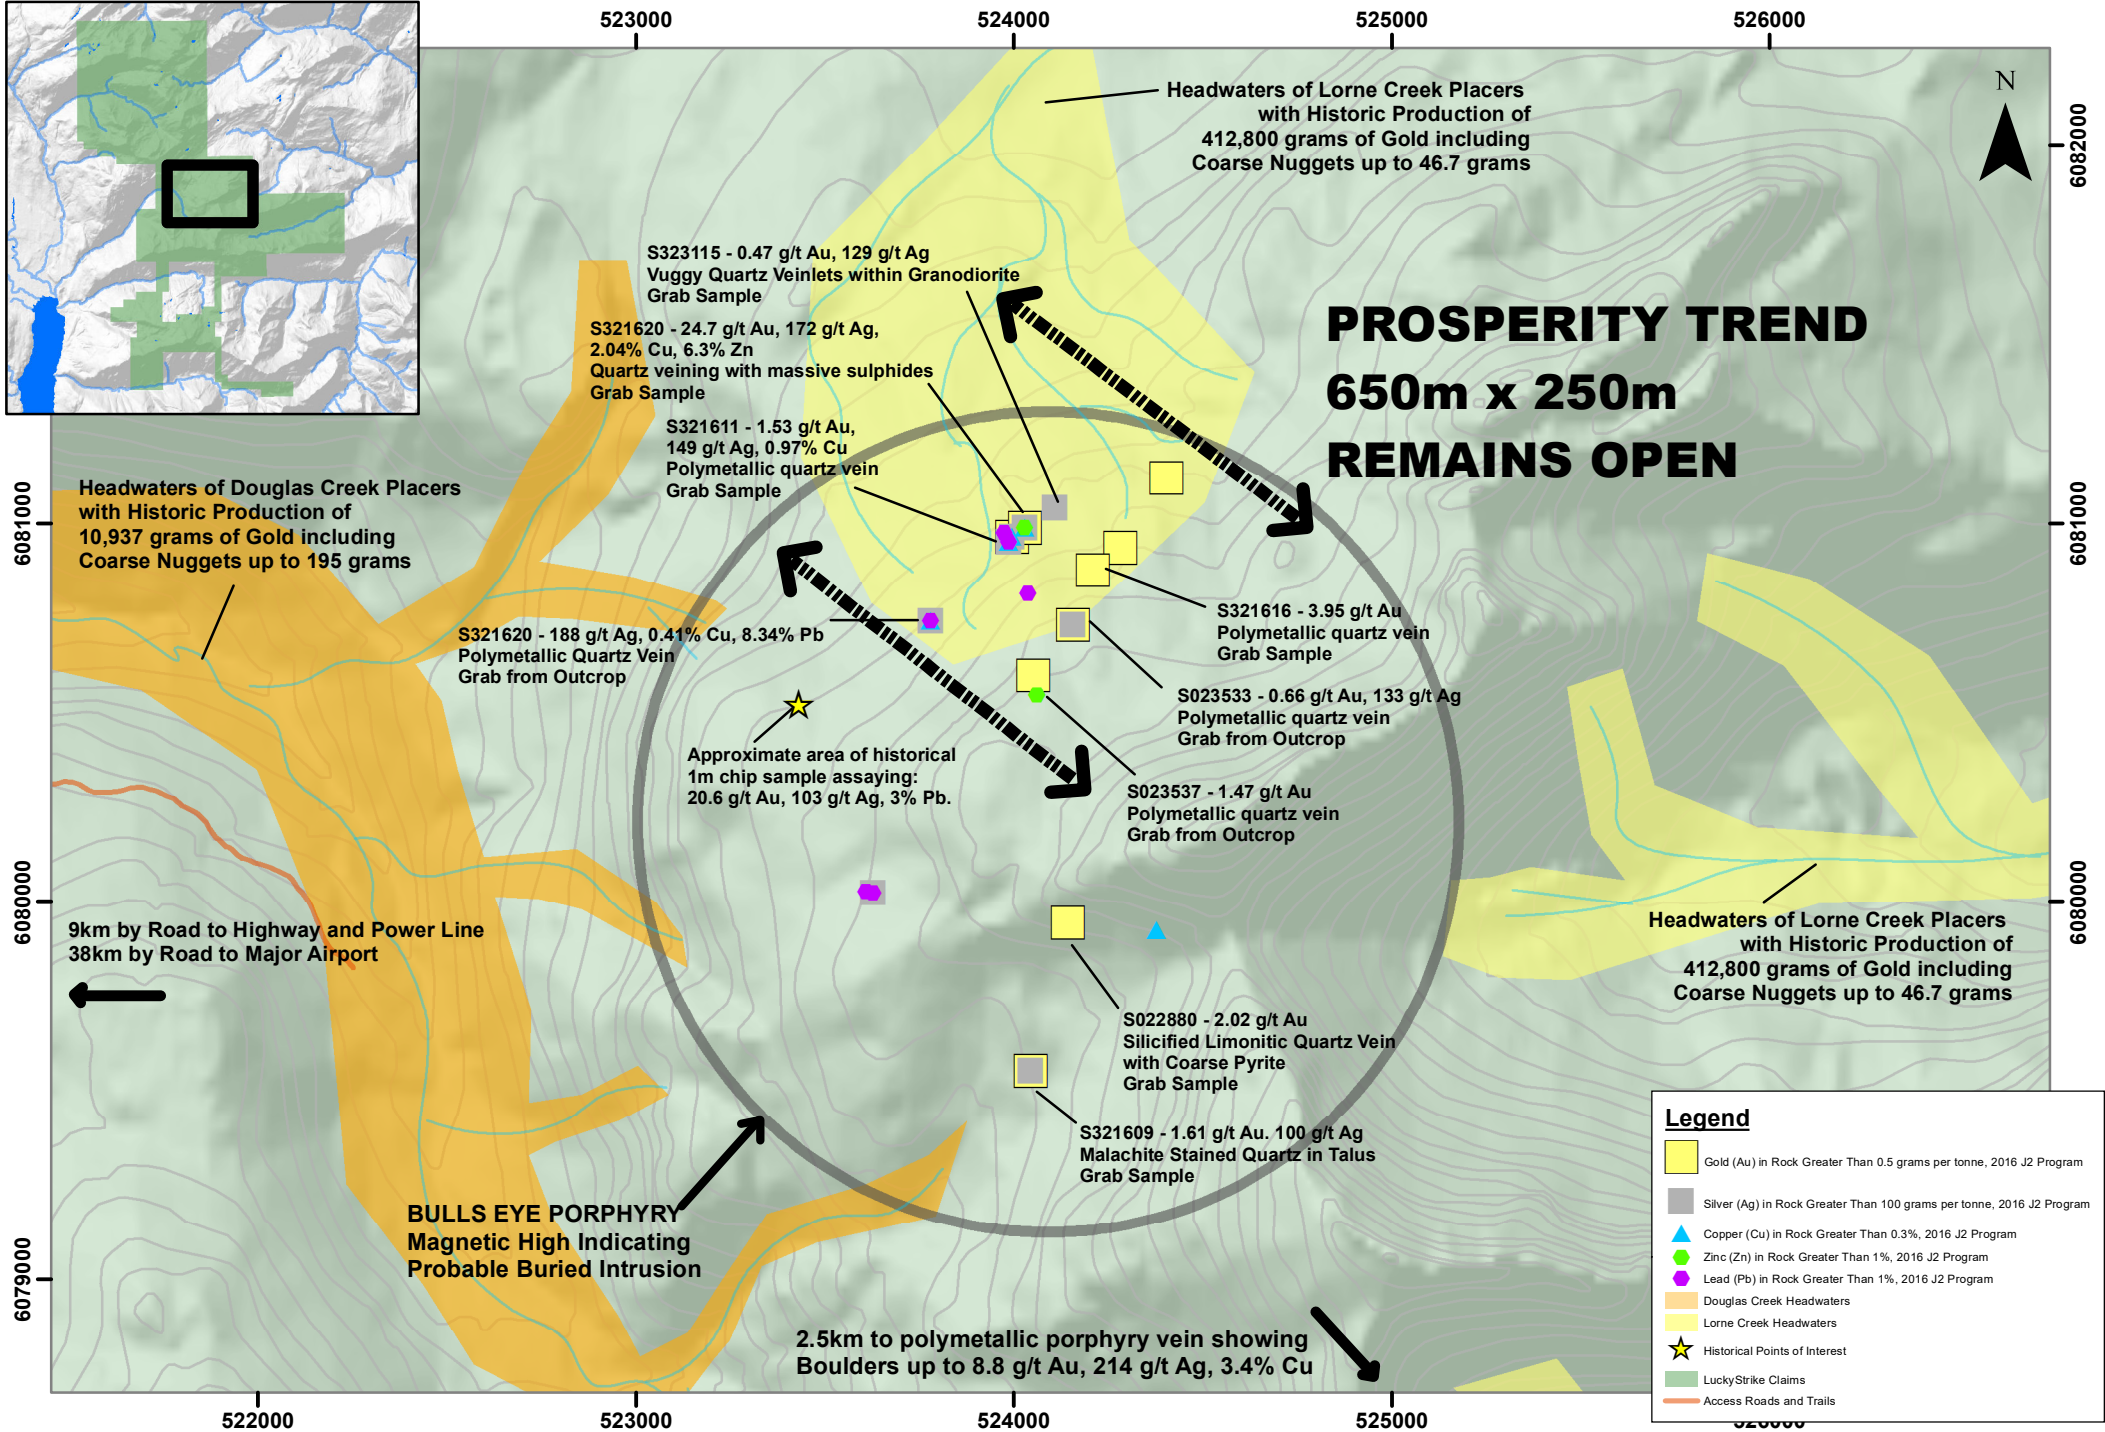 523000
524000
525000
526000
N
6082000
6082000
Headwaters of Lorne Creek Placers
with Historic Production of
412,800 grams of Gold including
Coarse Nuggets up to 46.7 grams
S323115 - 0.47 g/t Au, 129 g/t Ag
Vuggy Quartz Veinlets within Granodiorite
Grab Sample
S321620 - 24.7 g/t Au, 172 g/t Ag,
2.04% Cu, 6.3% Zn
Quartz veining with massive sulphides
Grab Sample
S321611 - 1.53 g/t Au,
149 g/t Ag, 0.97% Cu
Polymetallic quartz vein
Grab Sample
PROSPERITY TREND
650m x 250m
REMAINS OPEN
Headwaters of Douglas Creek Placers
with Historic Production of
10,937 grams of Gold including
Coarse Nuggets up to 195 grams
6081000
6081000
S321616 - 3.95 g/t Au
Polymetallic quartz vein
Grab Sample
S321620 - 188 g/t Ag, 0.41% Cu, 8.34% Pb
Polymetallic Quartz Vein
Grab from Outcrop
S023533 - 0.66 g/t Au, 133 g/t Ag
Polymetallic quartz vein
Grab from Outcrop
Approximate area of historical
1m chip sample assaying:
20.6 g/t Au, 103 g/t Ag, 3% Pb.
S023537 - 1.47 g/t Au
Polymetallic quartz vein
Grab from Outcrop
6080000
6080000
9km by Road to Highway and Power Line
38km by Road to Major Airport
Headwaters of Lorne Creek Placers
with Historic Production of
412,800 grams of Gold including
Coarse Nuggets up to 46.7 grams
S022880 - 2.02 g/t Au
Silicified Limonitic Quartz Vein
with Coarse Pyrite
Grab Sample
S321609 - 1.61 g/t Au. 100 g/t Ag
Malachite Stained Quartz in Talus
Grab Sample
BULLS EYE PORPHYRY
Magnetic High Indicating
Probable Buried Intrusion
6079000
2.5km to polymetallic porphyry vein showing
Boulders up to 8.8 g/t Au, 214 g/t Ag, 3.4% Cu
Legend
Gold (Au) in Rock Greater Than 0.5 grams per tonne, 2016 J2 Program
Silver (Ag) in Rock Greater Than 100 grams per tonne, 2016 J2 Program
Copper (Cu) in Rock Greater Than 0.3%, 2016 J2 Program
Zinc (Zn) in Rock Greater Than 1%, 2016 J2 Program
Lead (Pb) in Rock Greater Than 1%, 2016 J2 Program
Douglas Creek Headwaters
Lorne Creek Headwaters
Historical Points of Interest
LuckyStrike Claims
Access Roads and Trails
522000
523000
524000
525000
526000